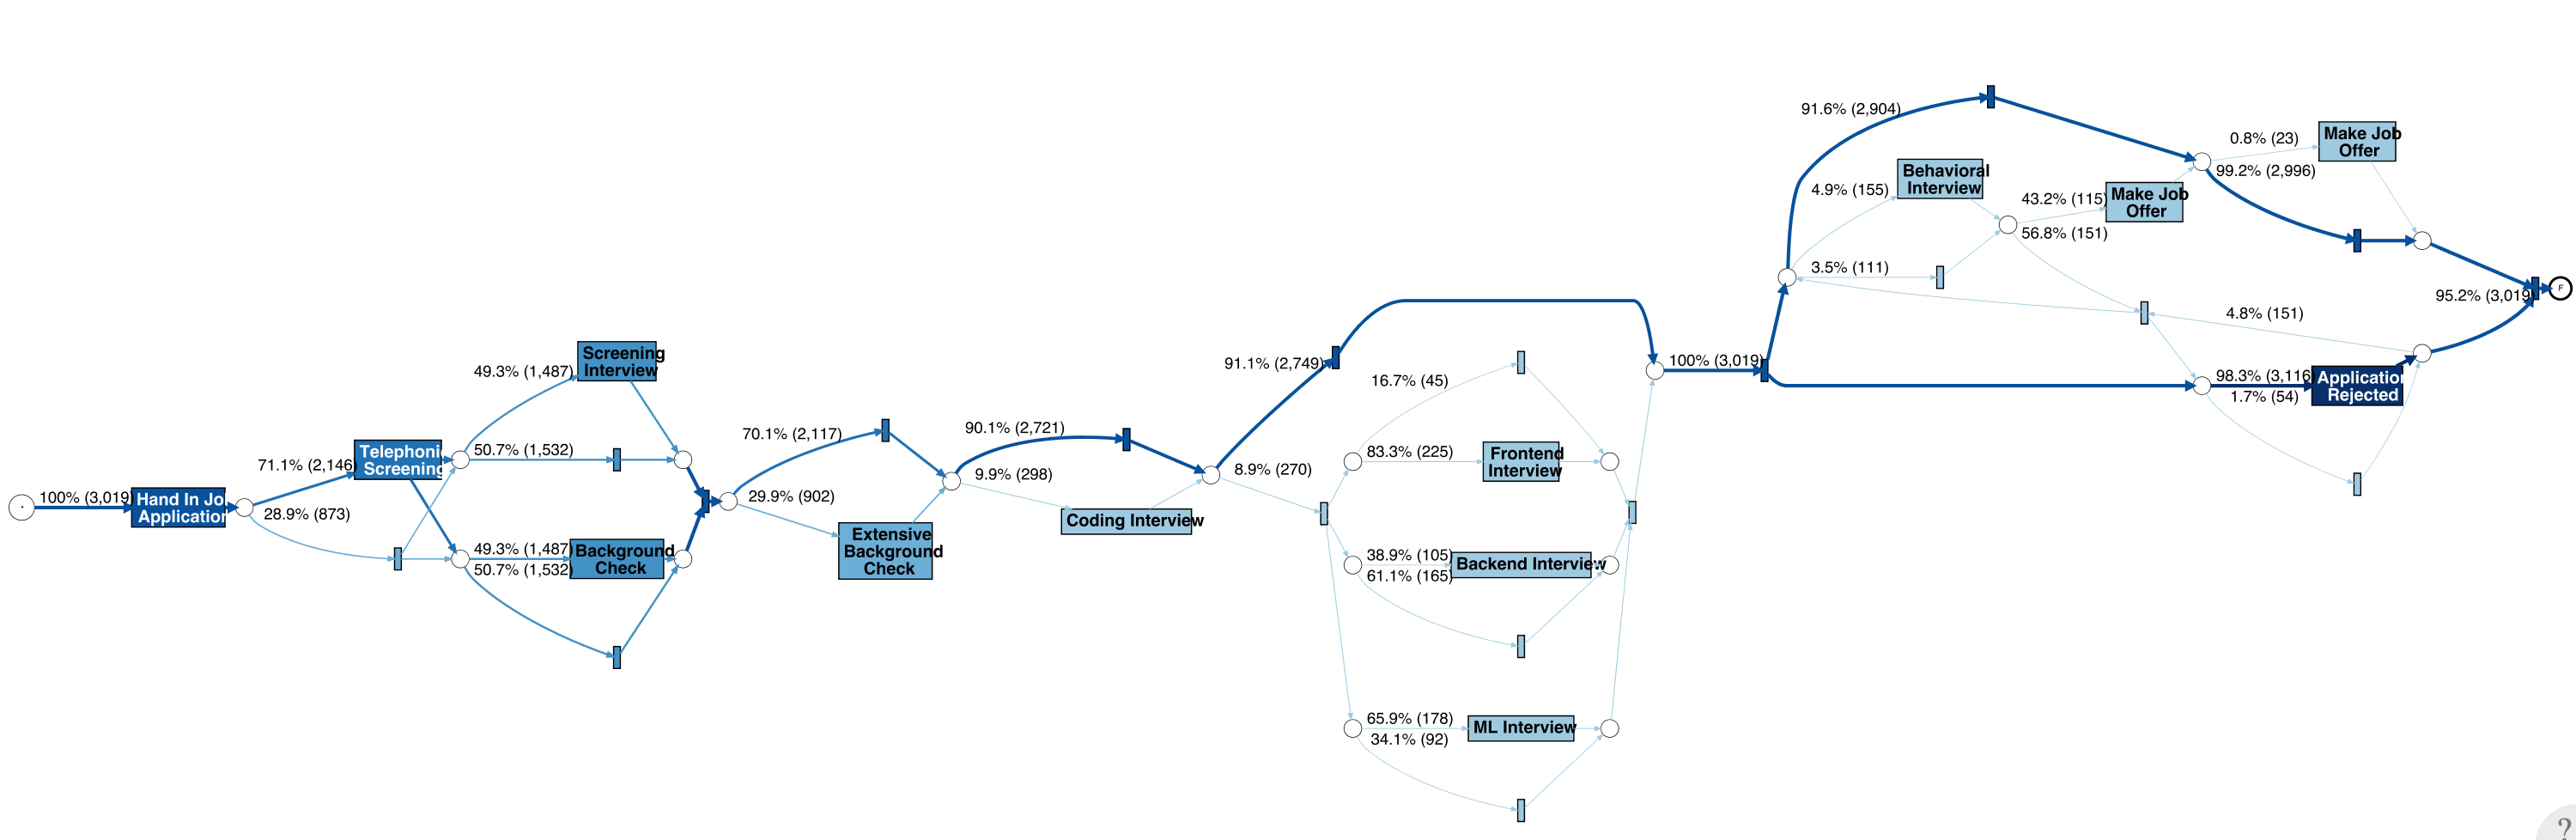 100% (3,019)
Hand In Jo
Application
71.1% (2,146)
28.9% (873)
Telephoni
Screening
49.3% (1,487)
50.7% (1,532)
Screening
Interview
49.3% (1,487)
50.7% (1,532)
Background
Check
70.1% (2,117)
29.9% (902)
Extensive
Background
Check
90.1% (2,721)
9.9% (298)
Coding Interview
91.1% (2,749)
8.9% (270)
16.7% (45)
83.3% (225)
Frontend
Interview
38.9% (105)
61.1% (165)
Backend Interview
65.9% (178)
34.1% (92)
ML Interview
100% (3,019)
91.6% (2,904)
4.9% (155)
3.5% (111)
Behavioral
Interview
43.2% (115)
56.8% (151)
Make Job
Offer
0.8% (23)
99.2% (2,996)
Make Job
Offer
4.8% (151)
98.3% (3,116)
1.7% (54)
Application
Rejected
95.2% (3,019)
F
?